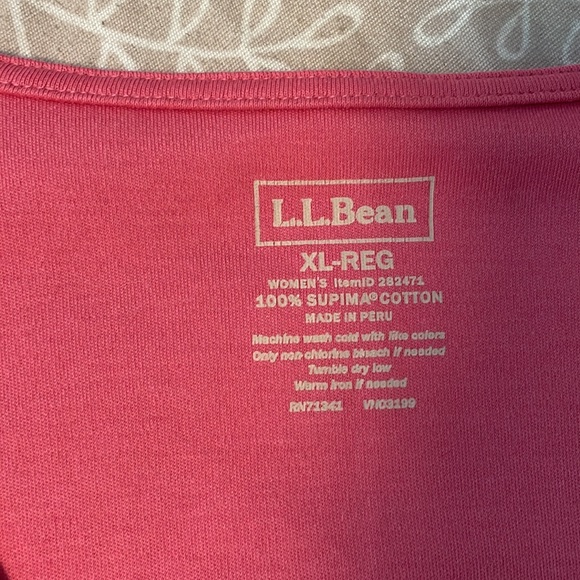 L.L.Bean
XL-REG
WOMEN'S ItemID 282471
100% SUPIMA® COTTON
MADE IN PERU
Machine wash cold with like colors
Only non-chlorine bleach if needed
Tumble dry low
Warm iron if needed
RN71341 VN03199